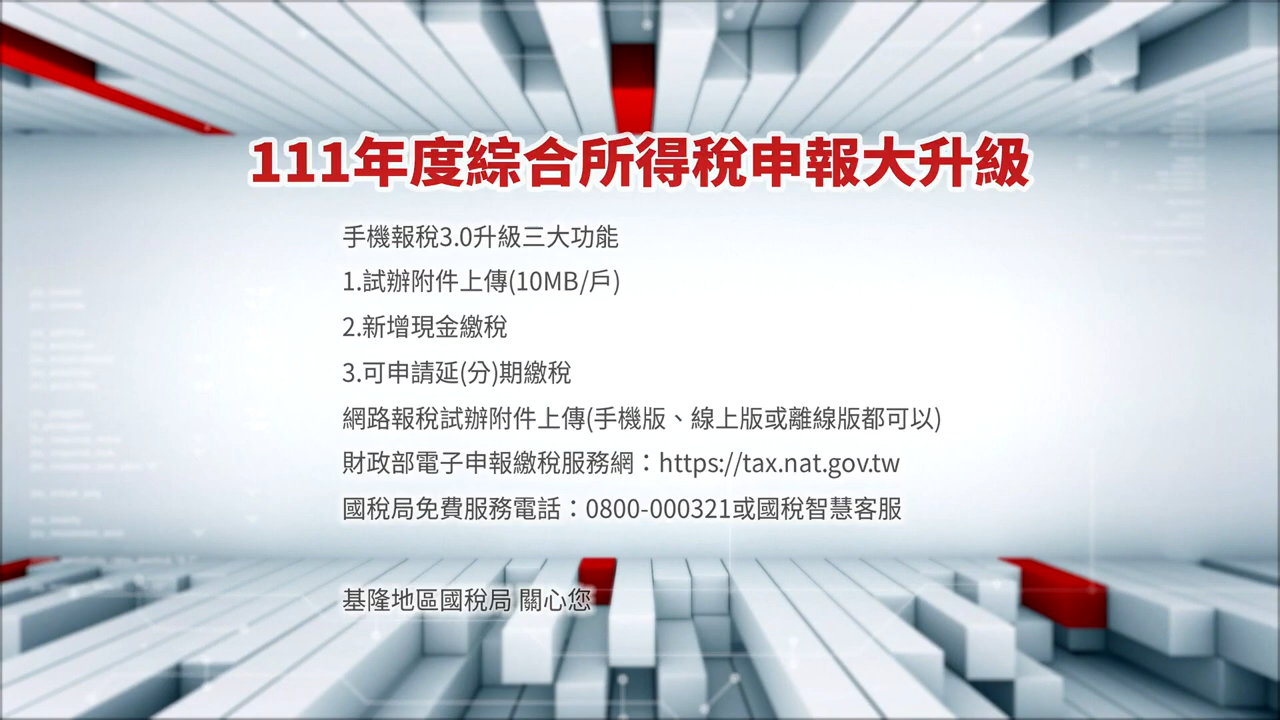 111年度綜合所得稅申報大升級
手機報稅3.0升級三大功能
1.試辦附件上傳(10MB/戶)
2.新增現金繳稅
3.可申請延(分)期繳稅
網路報稅試辦附件上傳(手機版、線上版或離線版都可以)
財政部電子申報繳稅服務網：https://tax.nat.gov.tw
國稅局免費服務電話：0800-000321或國稅智慧客服
基隆地區國稅局 關心您